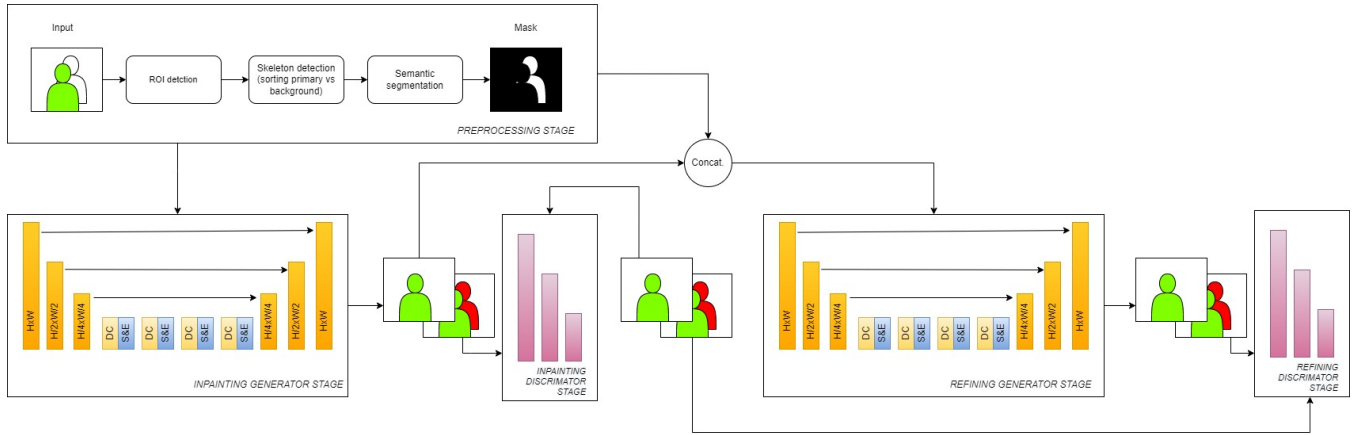 Input
Mask
ROI detction
Skeleton detection
(sorting primary vs
background)
Semantic
segmentation
PREPROCESSING STAGE
Concat.
HxW
H/2xW/2
H/4xW/4
DC
S&E
DC
S&E
DC
S&E
DC
S&E
H/4xW/4
H/2xW/2
HxW
INPAINTING GENERATOR STAGE
INPAINTING
DISCRIMATOR
STAGE
HxW
H/2xW/2
H/4xW/4
DC
S&E
DC
S&E
DC
S&E
DC
S&E
H/4xW/4
H/2xW/2
HxW
REFINING GENERATOR STAGE
REFINING
DISCRIMATOR
STAGE